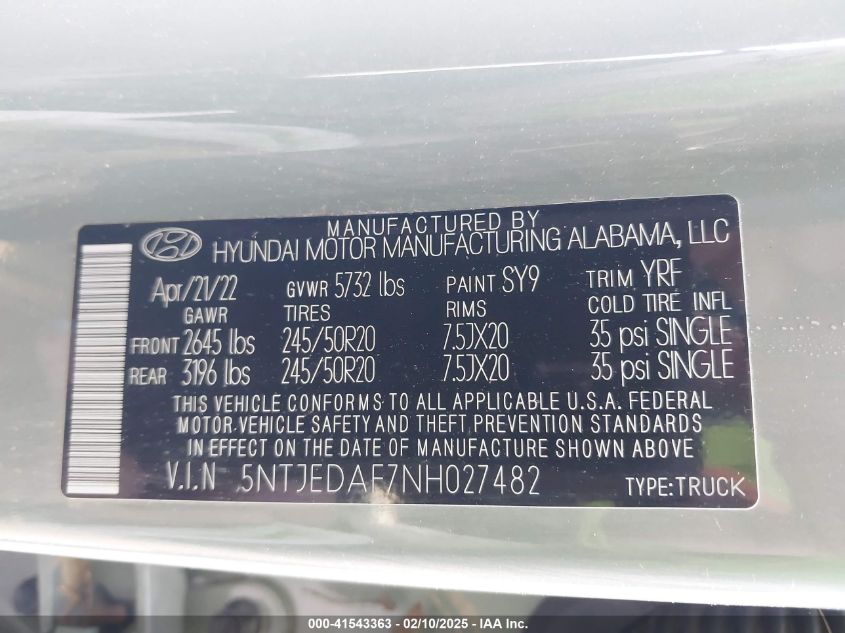 MANUFACTURED BY
HYUNDAI MOTOR MANUFACTURING ALABAMA, LLC
Apr/21/22 GVWR 5732 lbs PAINT SY9 TRIM YRF
GAWR TIRES RIMS COLD TIRE INFL
FRONT 2645 lbs 245/50R20 7.5JX20 35 psi SINGLE
REAR 3196 lbs 245/50R20 7.5JX20 35 psi SINGLE
THIS VEHICLE CONFORMS TO ALL APPLICABLE U.S.A. FEDERAL
MOTOR-VEHICLE SAFETY AND THEFT PREVENTION STANDARDS
IN EFFECT ON THE DATE OF MANUFACTURE SHOWN ABOVE
V.I.N 5NTJEDAF7NH027482 TYPE:TRUCK
000-41543363 - 02/10/2025 - IAA Inc.